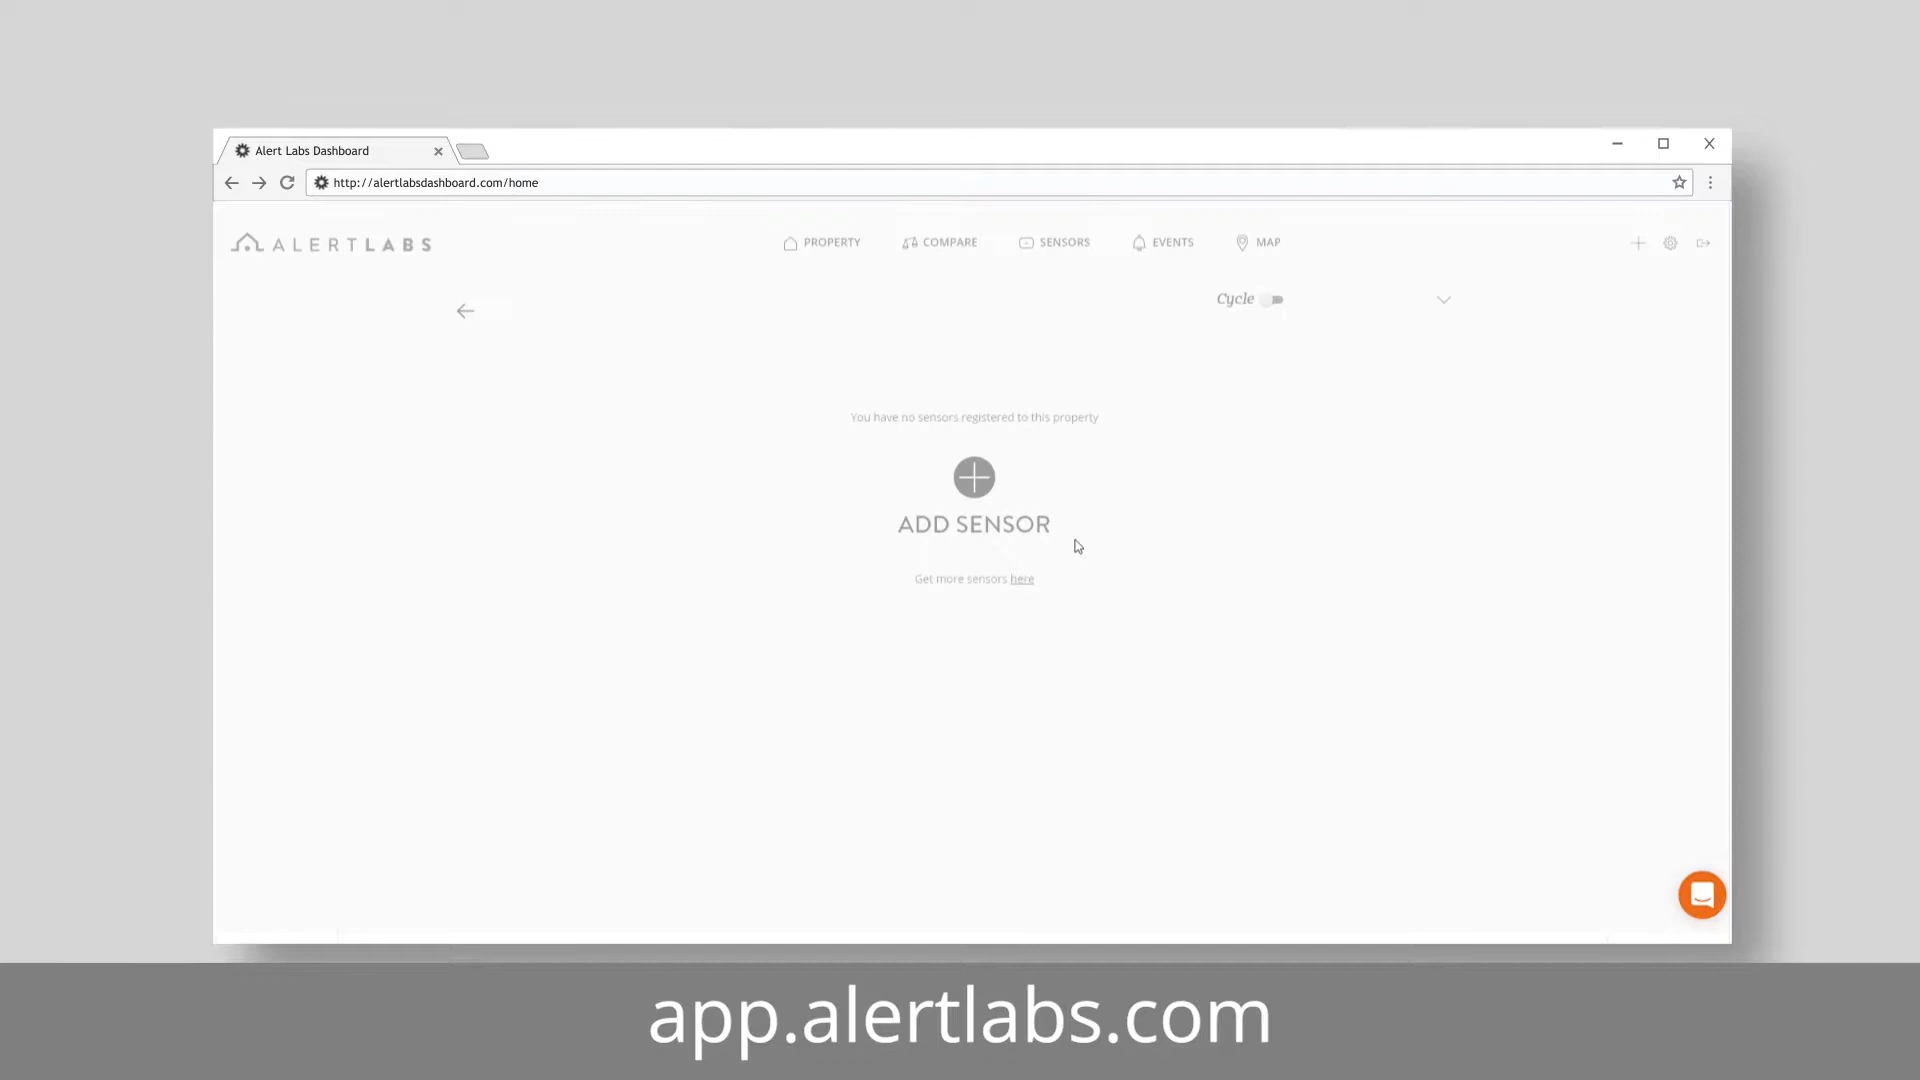 Alert Labs Dashboard
http://alertlabsdashboard.com/home
ALERTLABS
PROPERTY
COMPARE
SENSORS
EVENTS
MAP
Cycle
You have no sensors registered to this property
ADD SENSOR
Get more sensors here
app.alertlabs.com